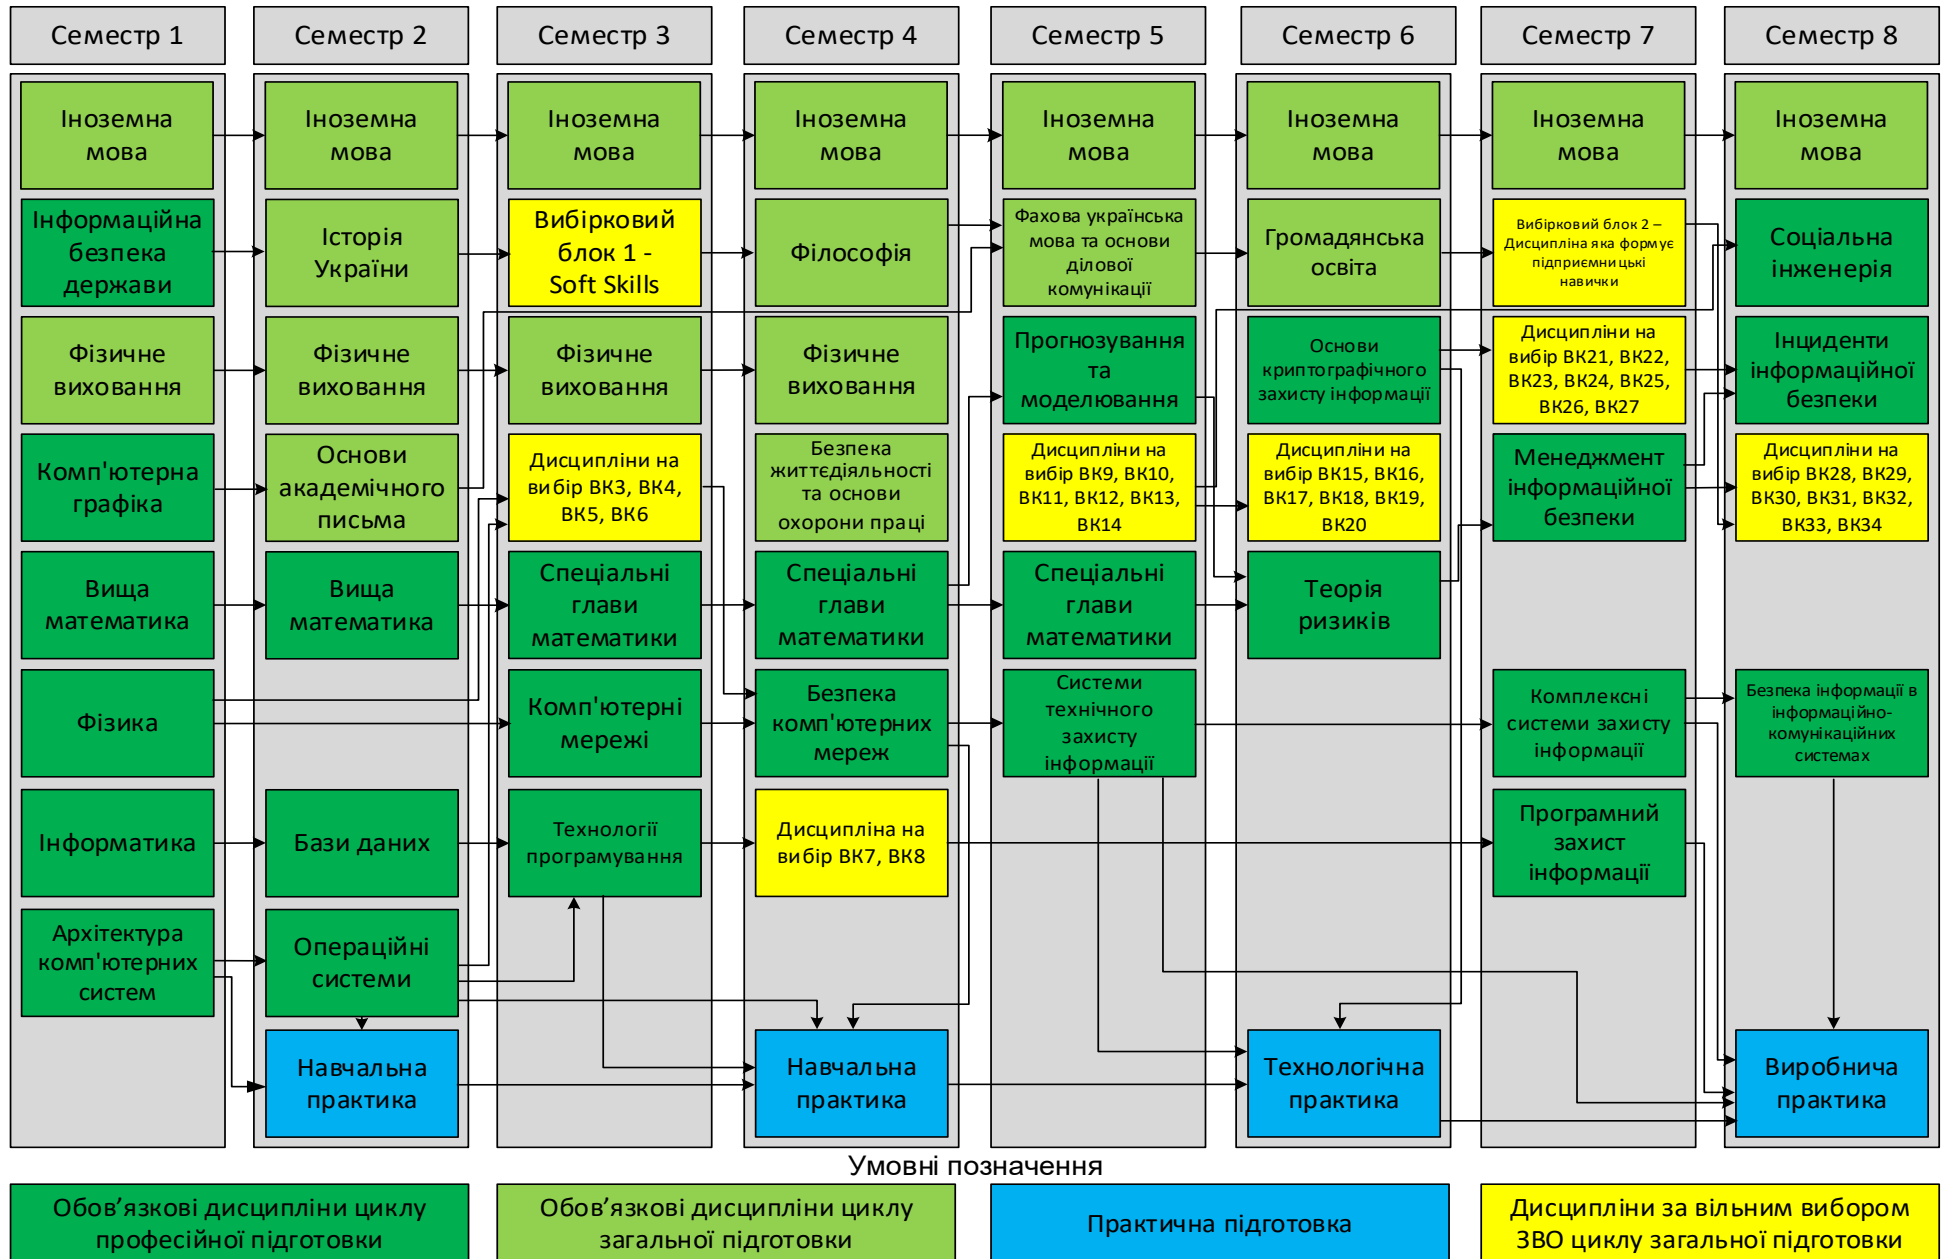 Семестр 1
Семестр 2
Семестр 3
Семестр 4
Семестр 5
Семестр 6
Семестр 7
Семестр 8
Іноземна
мова
Інформаційна
безпека
держави
Фізичне
виховання
Комп'ютерна
графіка
Вища
математика
Фізика
Інформатика
Архітектура
комп'ютерних
систем
Іноземна
мова
Історія
України
Фізичне
виховання
Основи
академічного
письма
Вища
математика
Бази даних
Операційні
системи
Навчальна
практика
Іноземна
мова
Вибірковий
блок 1 -
Soft Skills
Фізичне
виховання
Дисципліни на
вибір ВК3, ВК4,
ВК5, ВК6
Спеціальні
глави
математики
Комп'ютерні
мережі
Технології
програмування
Іноземна
мова
Філософія
Фізичне
виховання
Безпека
життєдіяльності
та основи
охорони праці
Спеціальні
глави
математики
Безпека
комп'ютерних
мереж
Дисципліна на
вибір ВК7, ВК8
Навчальна
практика
Іноземна
мова
Фахова українська
мова та основи
ділової
комунікації
Прогнозування
та
моделювання
Дисципліни на
вибір ВК9, ВК10,
ВК11, ВК12, ВК13,
ВК14
Спеціальні
глави
математики
Системи
технічного
захисту
інформації
Іноземна
мова
Громадянська
освіта
Основи
криптографічного
захисту інформації
Дисципліни на
вибір ВК15, ВК16,
ВК17, ВК18, ВК19,
ВК20
Теорія
ризиків
Технологічна
практика
Іноземна
мова
Вибірковий блок 2 –
Дисципліна яка формує
підприємницькі
навички
Дисципліни на
вибір ВК21, ВК22,
ВК23, ВК24, ВК25,
ВК26, ВК27
Менеджмент
інформаційної
безпеки
Комплексні
системи захисту
інформації
Програмний
захист
інформації
Іноземна
мова
Соціальна
інженерія
Інциденти
інформаційної
безпеки
Дисципліни на
вибір ВК28, ВК29,
ВК30, ВК31, ВК32,
ВК33, ВК34
Безпека інформації в
інформаційно-
комунікаційних
системах
Виробнича
практика
Умовні позначення
Обов’язкові дисципліни циклу
професійної підготовки
Обов’язкові дисципліни циклу
загальної підготовки
Практична підготовка
Дисципліни за вільним вибором
ЗВО циклу загальної підготовки